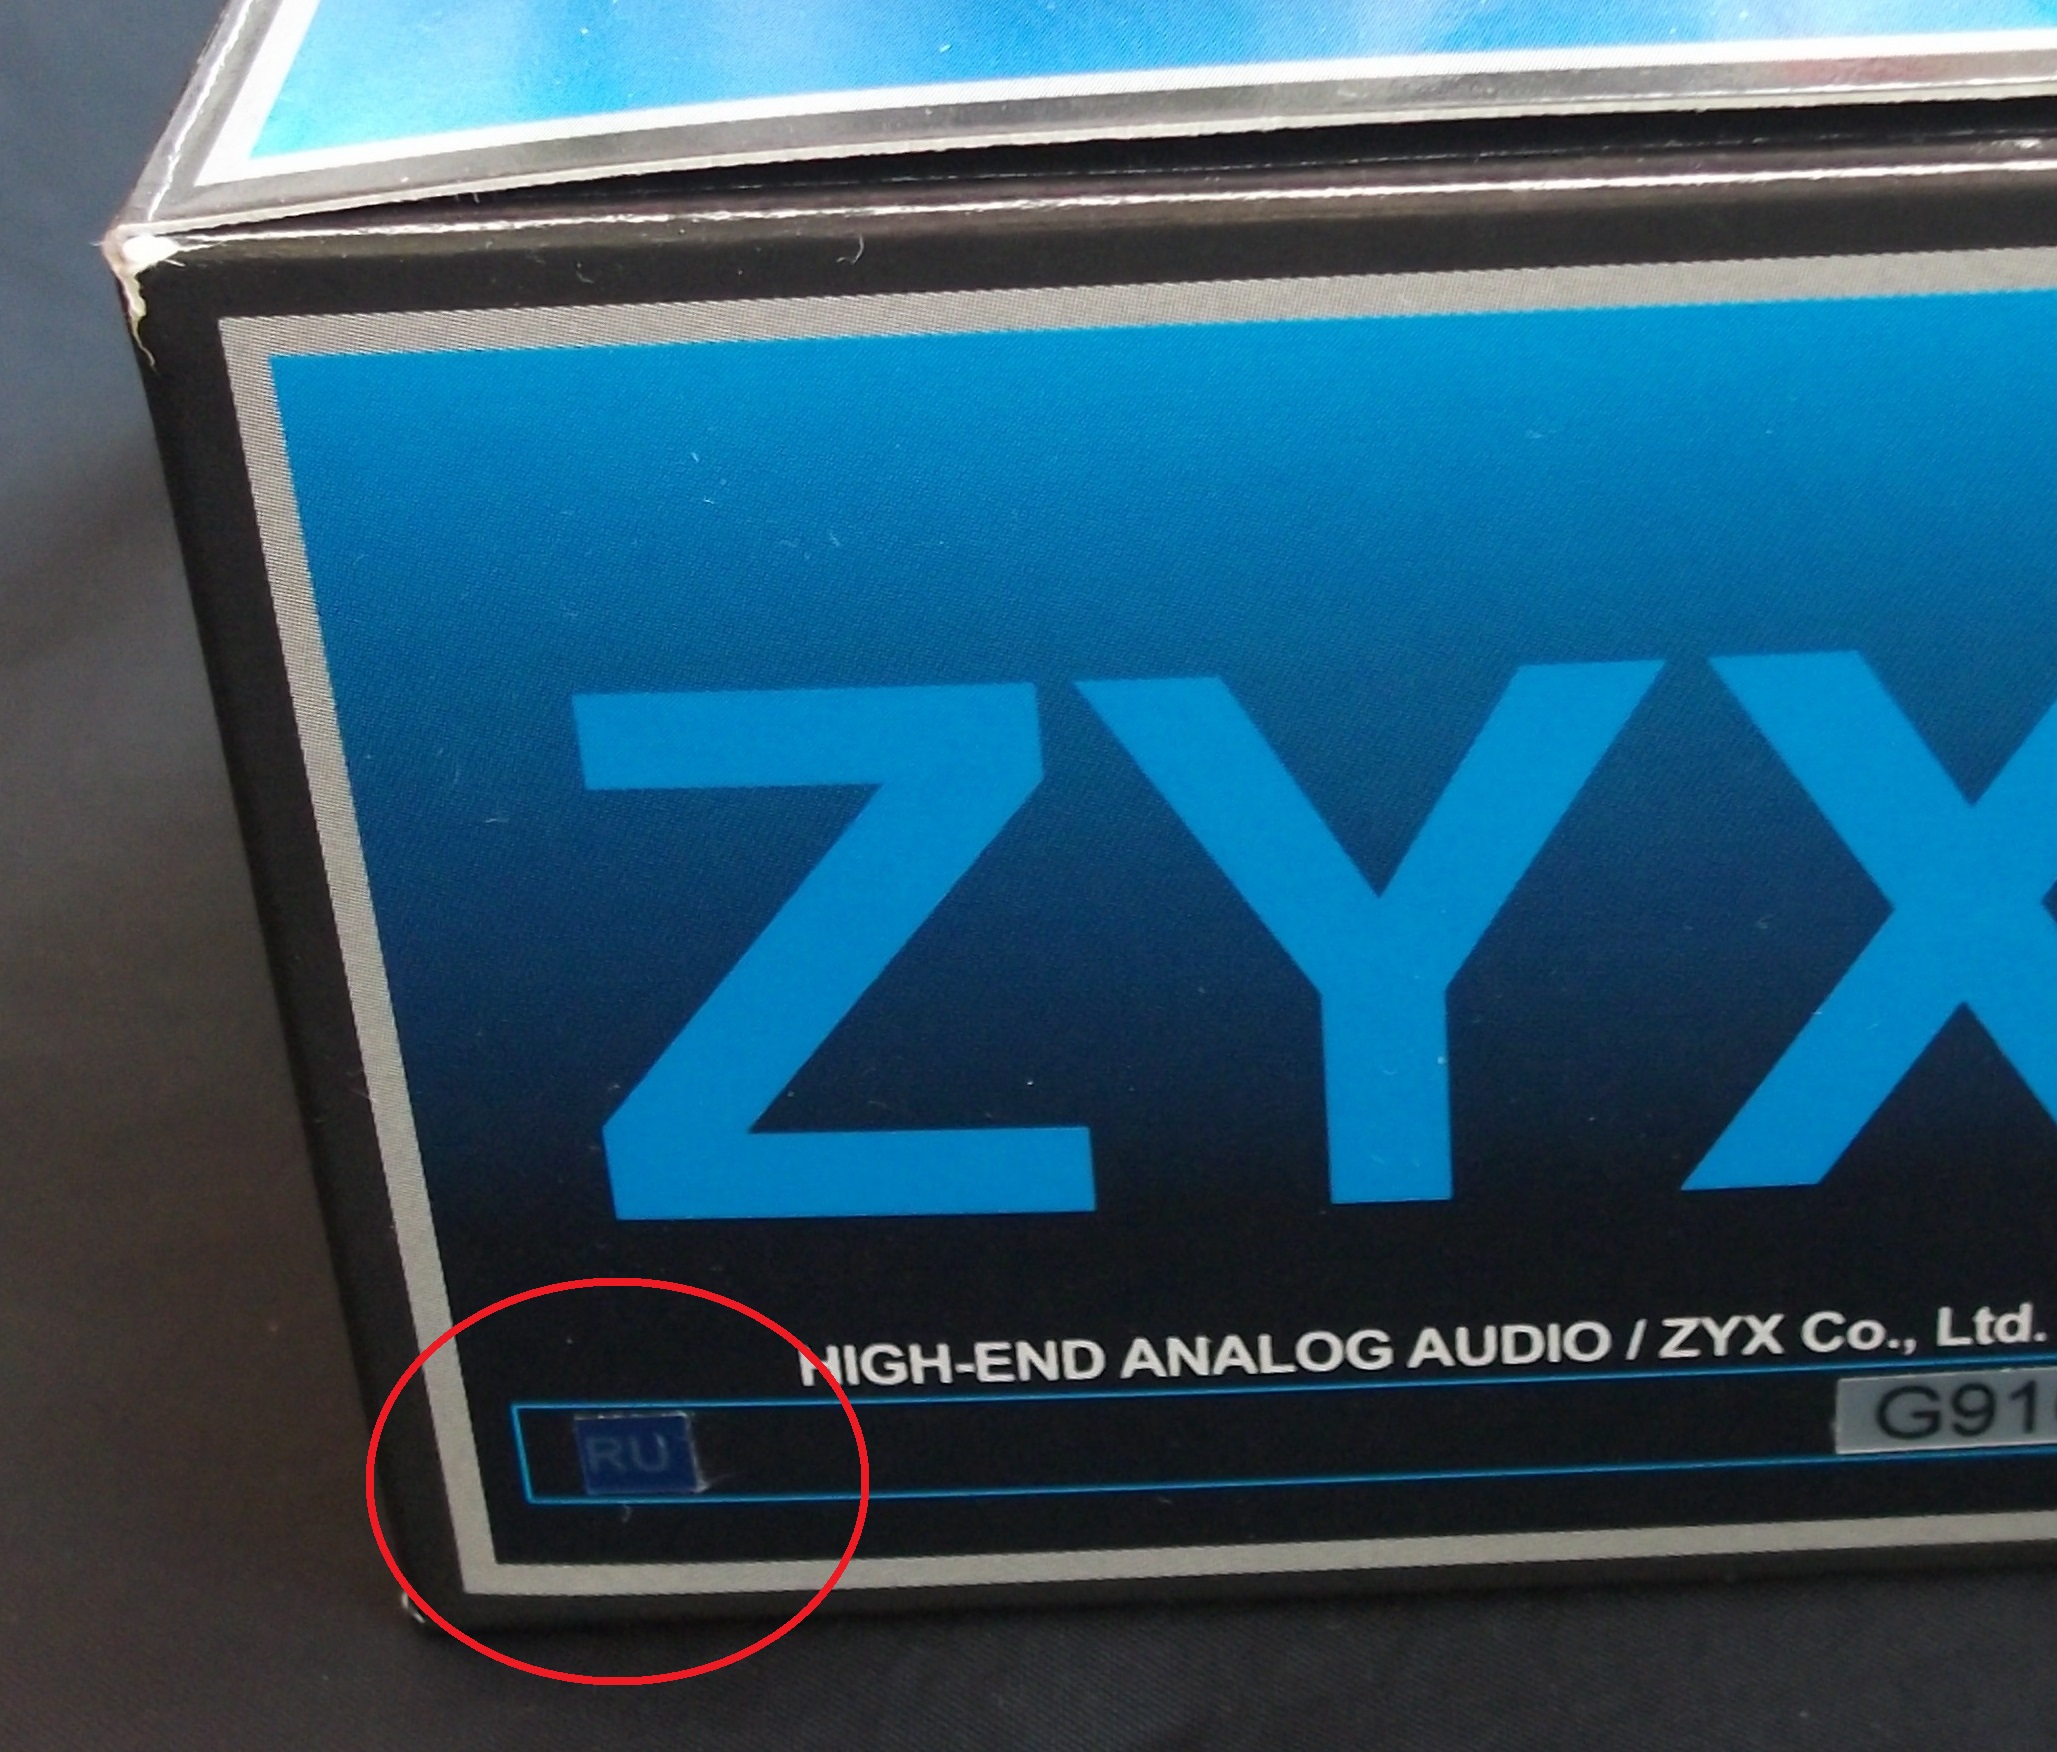 ZYX
HIGH-END ANALOG AUDIO / ZYX Co., Ltd.
RU